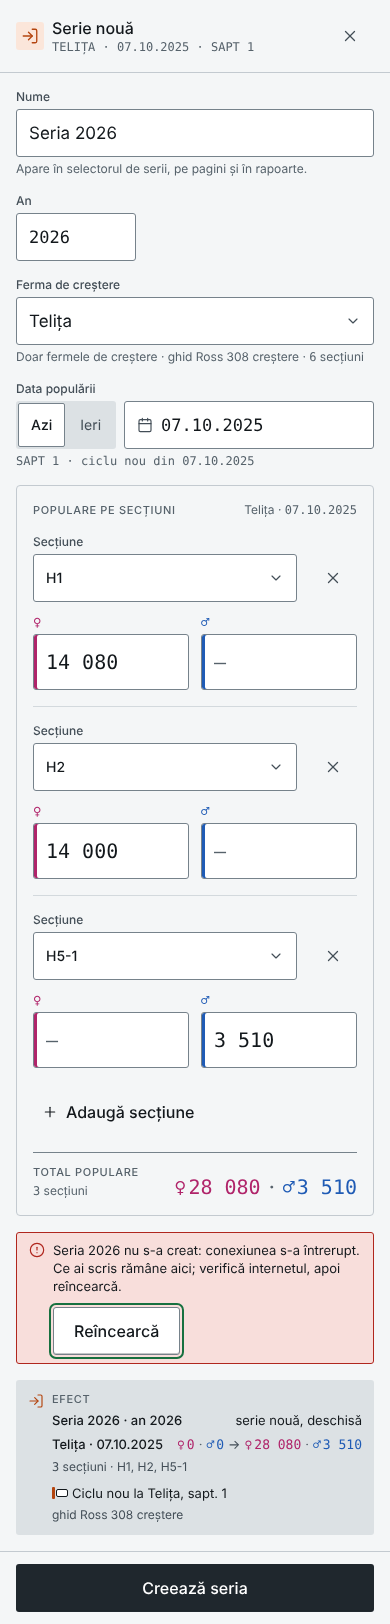 Serie nouă
TELIȚA · 07.10.2025 · SAPT 1
Nume
Seria 2026
Apare în selectorul de serii, pe pagini și în rapoarte.
An
2026
Ferma de creștere
Telița
Doar fermele de creștere · ghid Ross 308 creștere · 6 secțiuni
Data populării
Azi Ieri 07.10.2025
SAPT 1 · ciclu nou din 07.10.2025
POPULARE PE SECȚIUNI Telița · 07.10.2025
Secțiune
H1
♀ ♂
14 080 —
Secțiune
H2
♀ ♂
14 000 —
Secțiune
H5-1
♀ ♂
— 3 510
+ Adaugă secțiune
TOTAL POPULARE
3 secțiuni ♀28 080 · ♂3 510
Seria 2026 nu s-a creat: conexiunea s-a întrerupt.
Ce ai scris rămâne aici; verifică internetul, apoi
reîncearcă.
Reîncearcă
EFECT
Seria 2026 · an 2026 serie nouă, deschisă
Telița · 07.10.2025 ♀0 · ♂0 → ♀28 080 · ♂3 510
3 secțiuni · H1, H2, H5-1
Ciclu nou la Telița, sapt. 1
ghid Ross 308 creștere
Creează seria